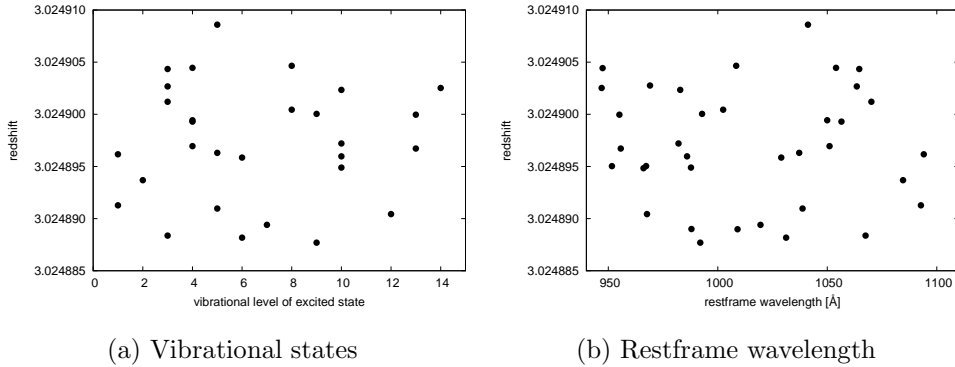 3.024910
3.024905
3.024900
3.024895
3.024890
3.024885
redshift
0 2 4 6 8 10 12 14
vibrational level of excited state
(a) Vibrational states
3.024910
3.024905
3.024900
3.024895
3.024890
3.024885
redshift
950 1000 1050 1100
restframe wavelength [Å]
(b) Restframe wavelength